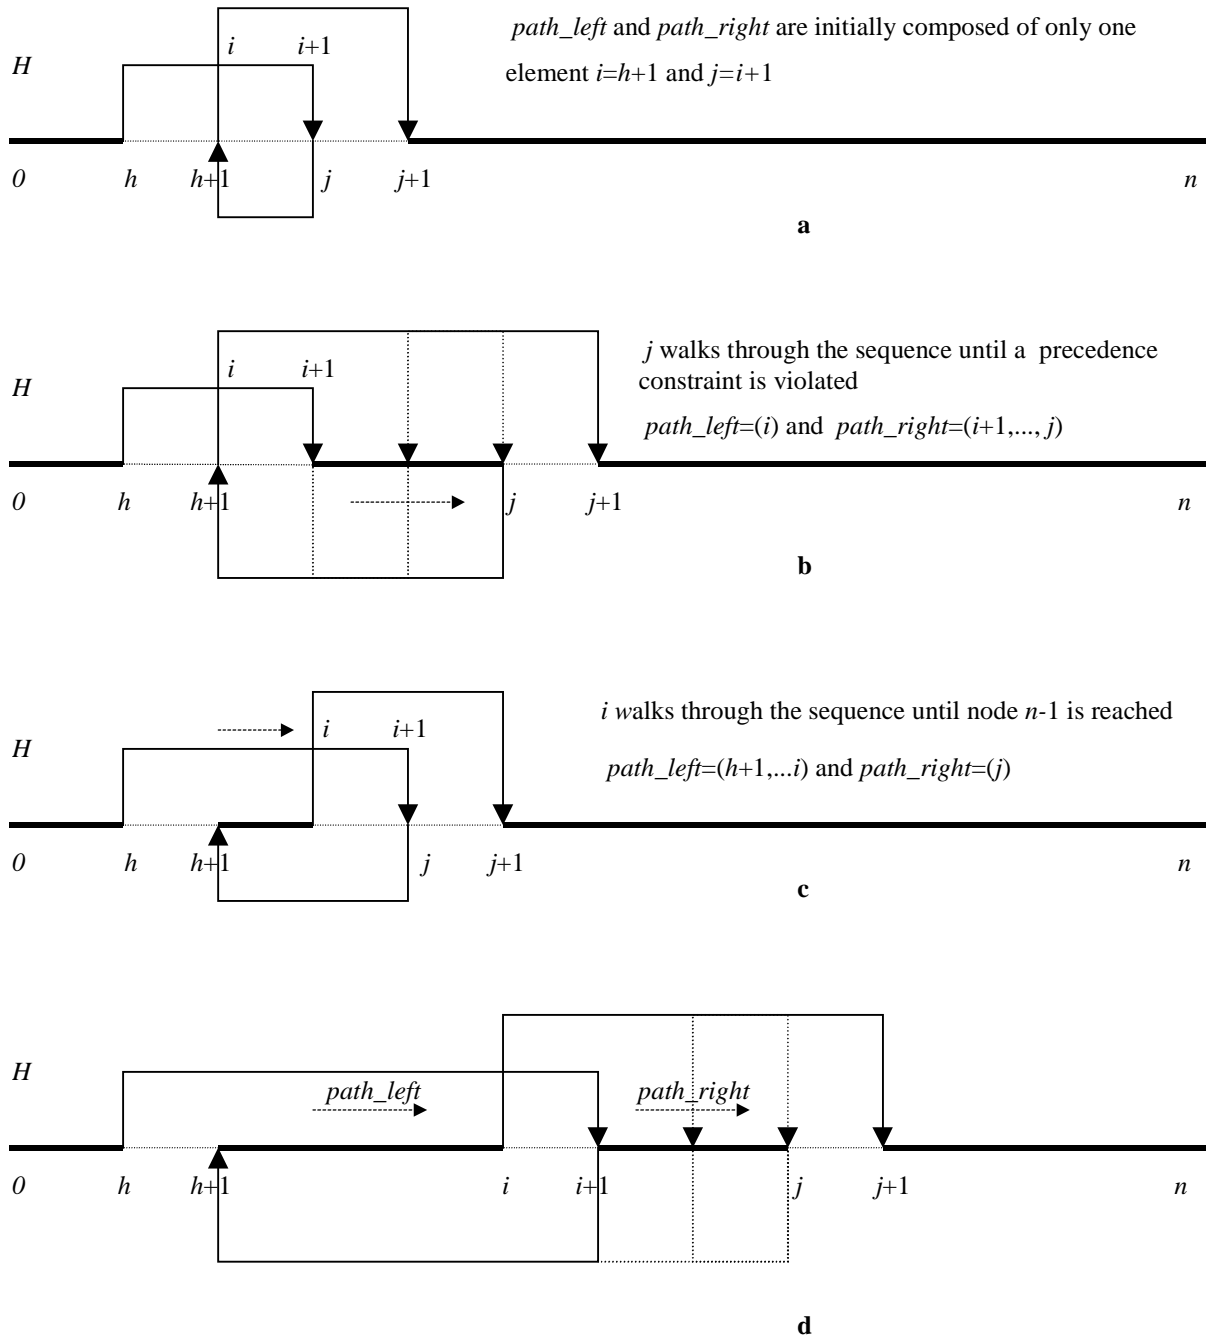 path_left and path_right are initially composed of only one
element i=h+1 and j=i+1
H i i+1
0 h h+1 j j+1 n
a
j walks through the sequence until a precedence
constraint is violated
path_left=(i) and path_right=(i+1,..., j)
H i i+1
0 h h+1 j j+1 n
b
i walks through the sequence until node n-1 is reached
path_left=(h+1,...i) and path_right=(j)
H i i+1
0 h h+1 j j+1 n
c
H path_left path_right
0 h h+1 i i+1 j j+1 n
d